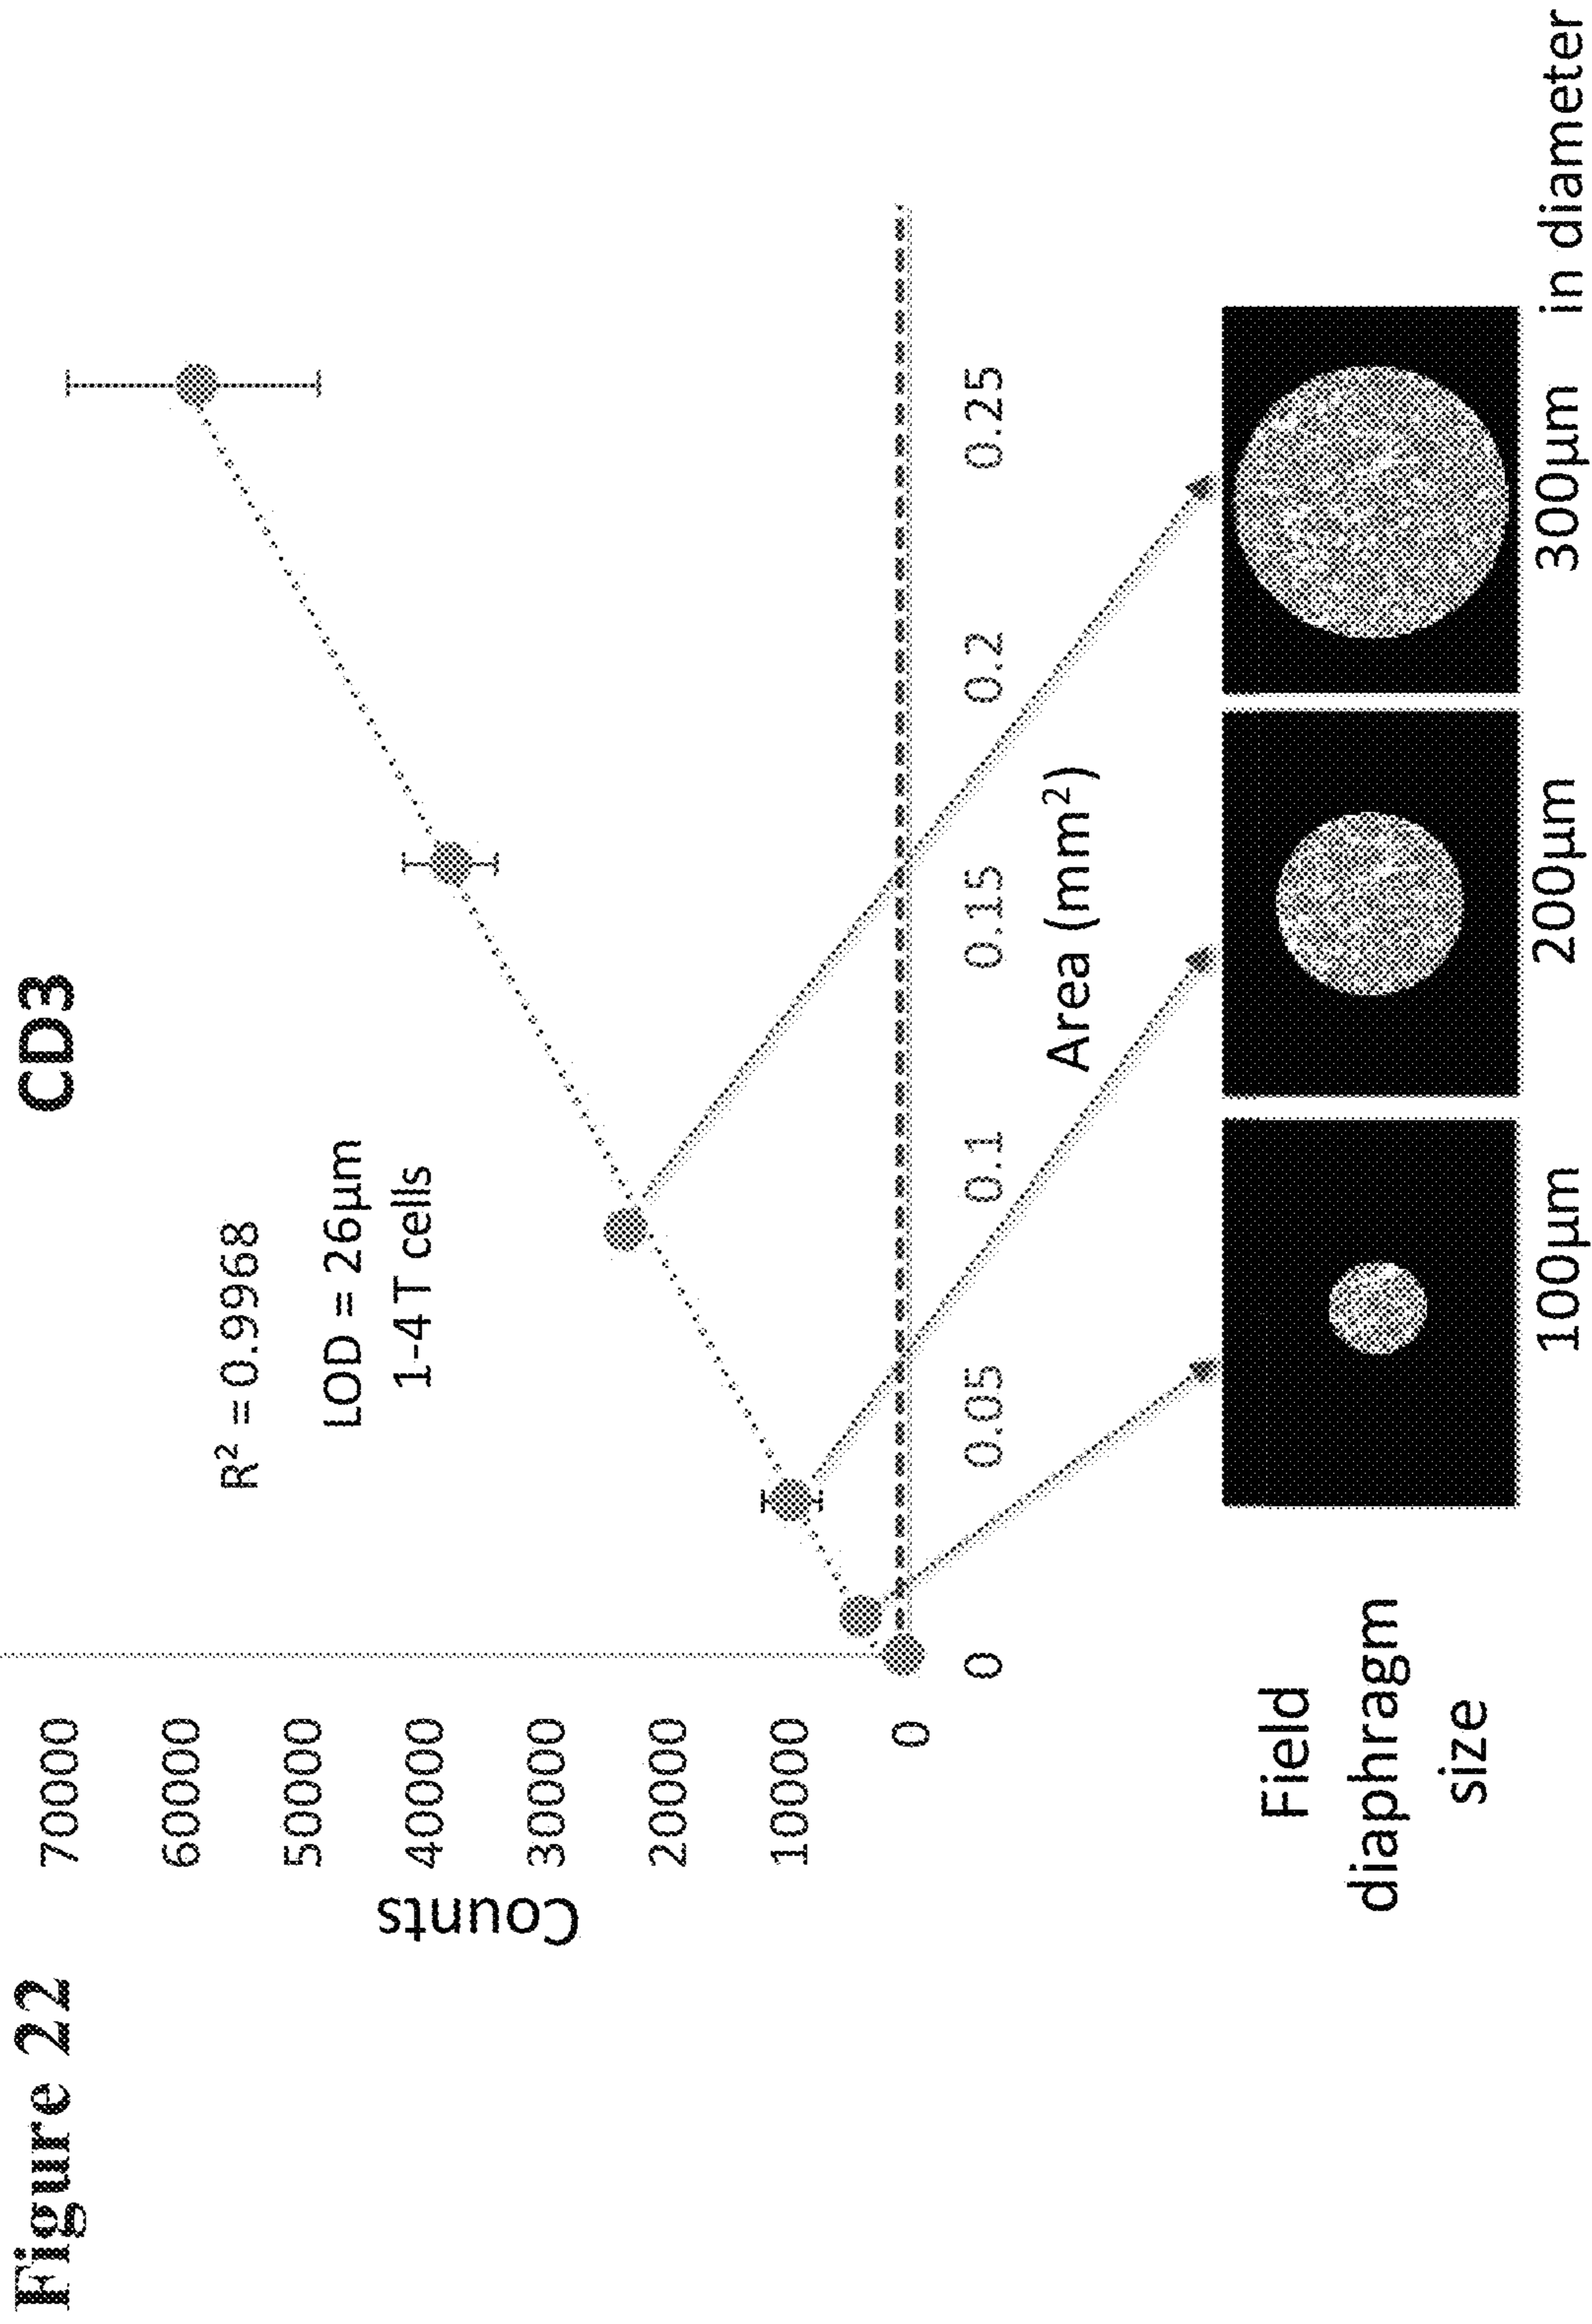 Figure 22
CD3
70000
60000
50000
40000
30000
20000
10000
0
Counts
R² = 0.9968
LOD = 26µm
1-4 T cells
0
0.05
0.1
0.15
0.2
0.25
Area (mm²)
Field
diaphragm
size
100µm
200µm
300µm
in diameter